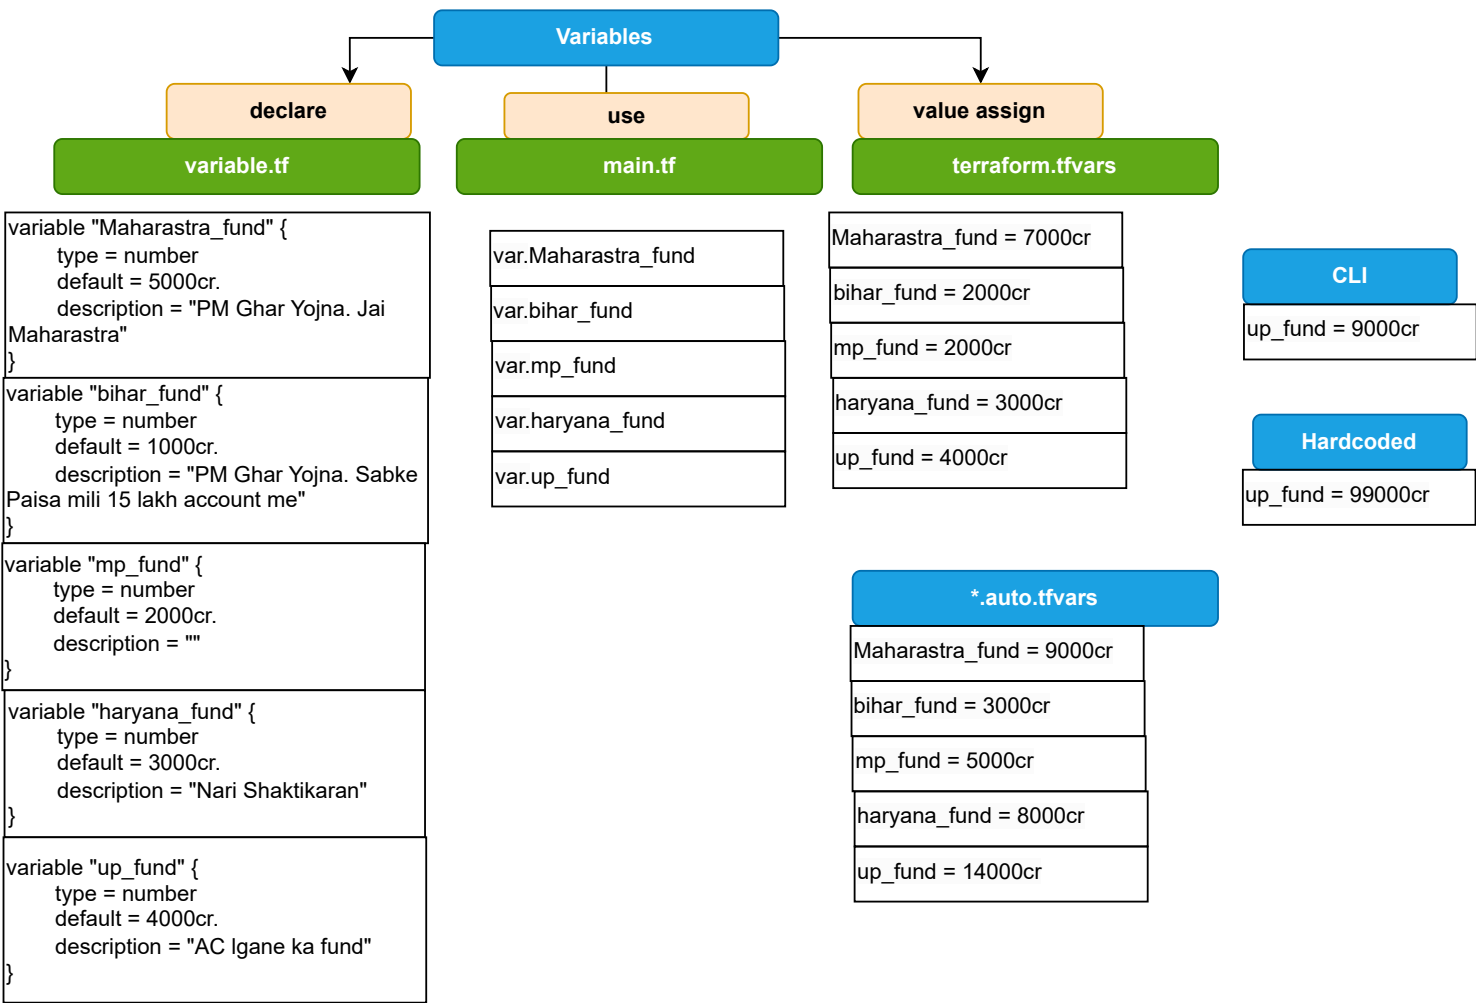 Variables
declare
variable.tf
variable "Maharastra_fund" {
type = number
default = 5000cr.
description = "PM Ghar Yojna. Jai
Maharastra"
}
variable "bihar_fund" {
type = number
default = 1000cr.
description = "PM Ghar Yojna. Sabke
Paisa mili 15 lakh account me"
}
variable "mp_fund" {
type = number
default = 2000cr.
description = ""
}
variable "haryana_fund" {
type = number
default = 3000cr.
description = "Nari Shaktikaran"
}
variable "up_fund" {
type = number
default = 4000cr.
description = "AC lgane ka fund"
}
use
main.tf
var.Maharastra_fund
var.bihar_fund
var.mp_fund
var.haryana_fund
var.up_fund
value assign
terraform.tfvars
Maharastra_fund = 7000cr
bihar_fund = 2000cr
mp_fund = 2000cr
haryana_fund = 3000cr
up_fund = 4000cr
*.auto.tfvars
Maharastra_fund = 9000cr
bihar_fund = 3000cr
mp_fund = 5000cr
haryana_fund = 8000cr
up_fund = 14000cr
CLI
up_fund = 9000cr
Hardcoded
up_fund = 99000cr